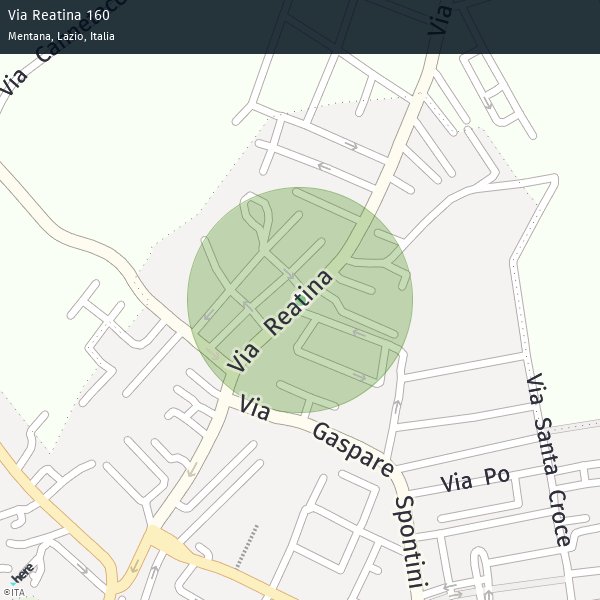 Via Reatina 160
Mentana, Lazio, Italia
Via
Via
Via Reatina
Via Gaspare Spontini
Via Po
Via Santa Croce
here
©ITA